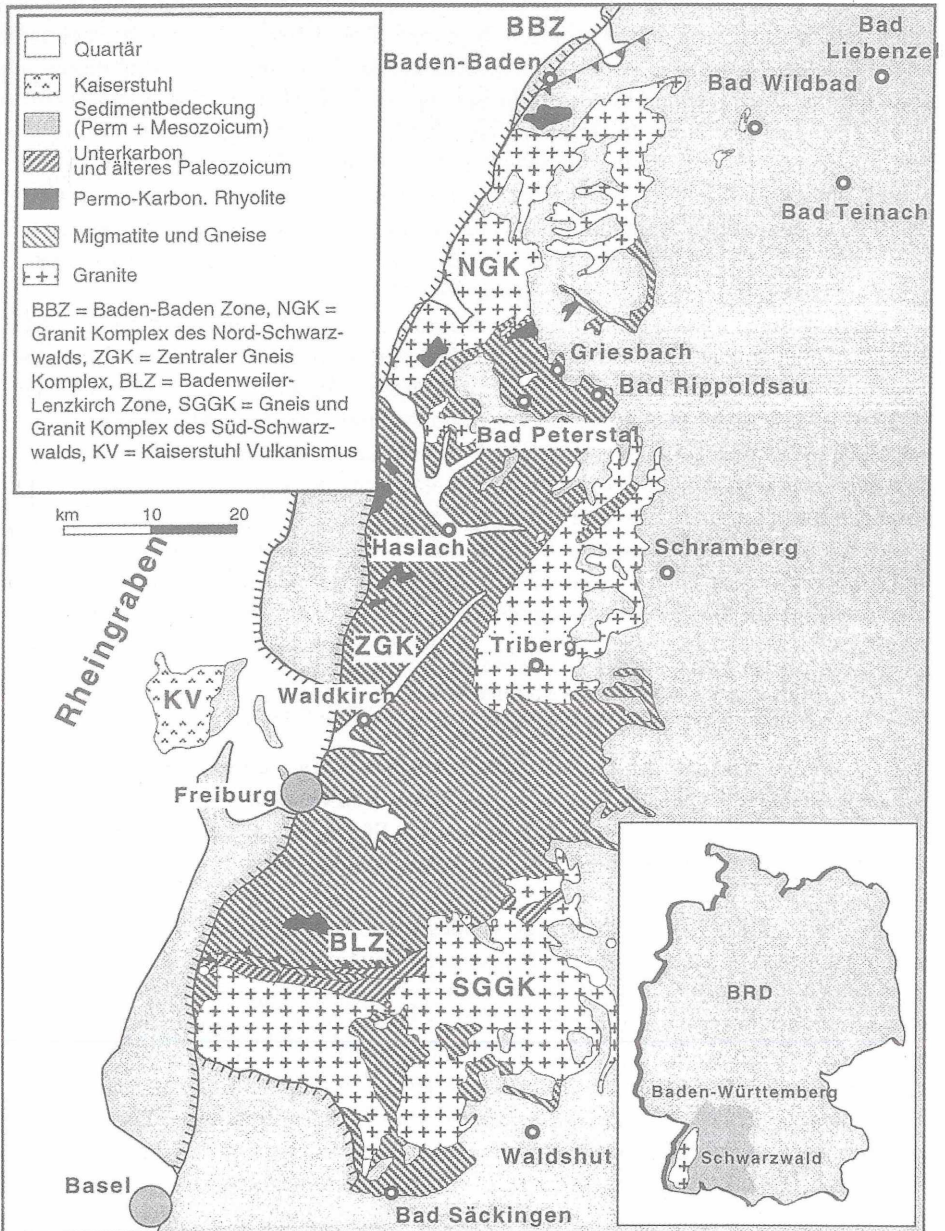 Quartär
Kaiserstuhl
Sedimentbedeckung
(Perm + Mesozoicum)
Unterkarbon
und älteres Paleozoicum
Permo-Karbon. Rhyolite
Migmatite und Gneise
Granite
BBZ = Baden-Baden Zone, NGK =
Granit Komplex des Nord-Schwarz-
walds, ZGK = Zentraler Gneis
Komplex, BLZ = Badenweiler-
Lenzkirch Zone, SGGK = Gneis und
Granit Komplex des Süd-Schwarz-
walds, KV = Kaiserstuhl Vulkanismus
km 10 20
BBZ
Baden-Baden
Bad
Liebenzel
Bad Wildbad
Bad Teinach
NGK
Griesbach
Bad Rippoldsau
Bad Peterstal
Haslach
Schramberg
Rheingraben
ZGK
Triberg
KV
Waldkirch
Freiburg
BLZ
SGGK
Waldshut
Basel
Bad Säckingen
BRD
Baden-Württemberg
Schwarzwald